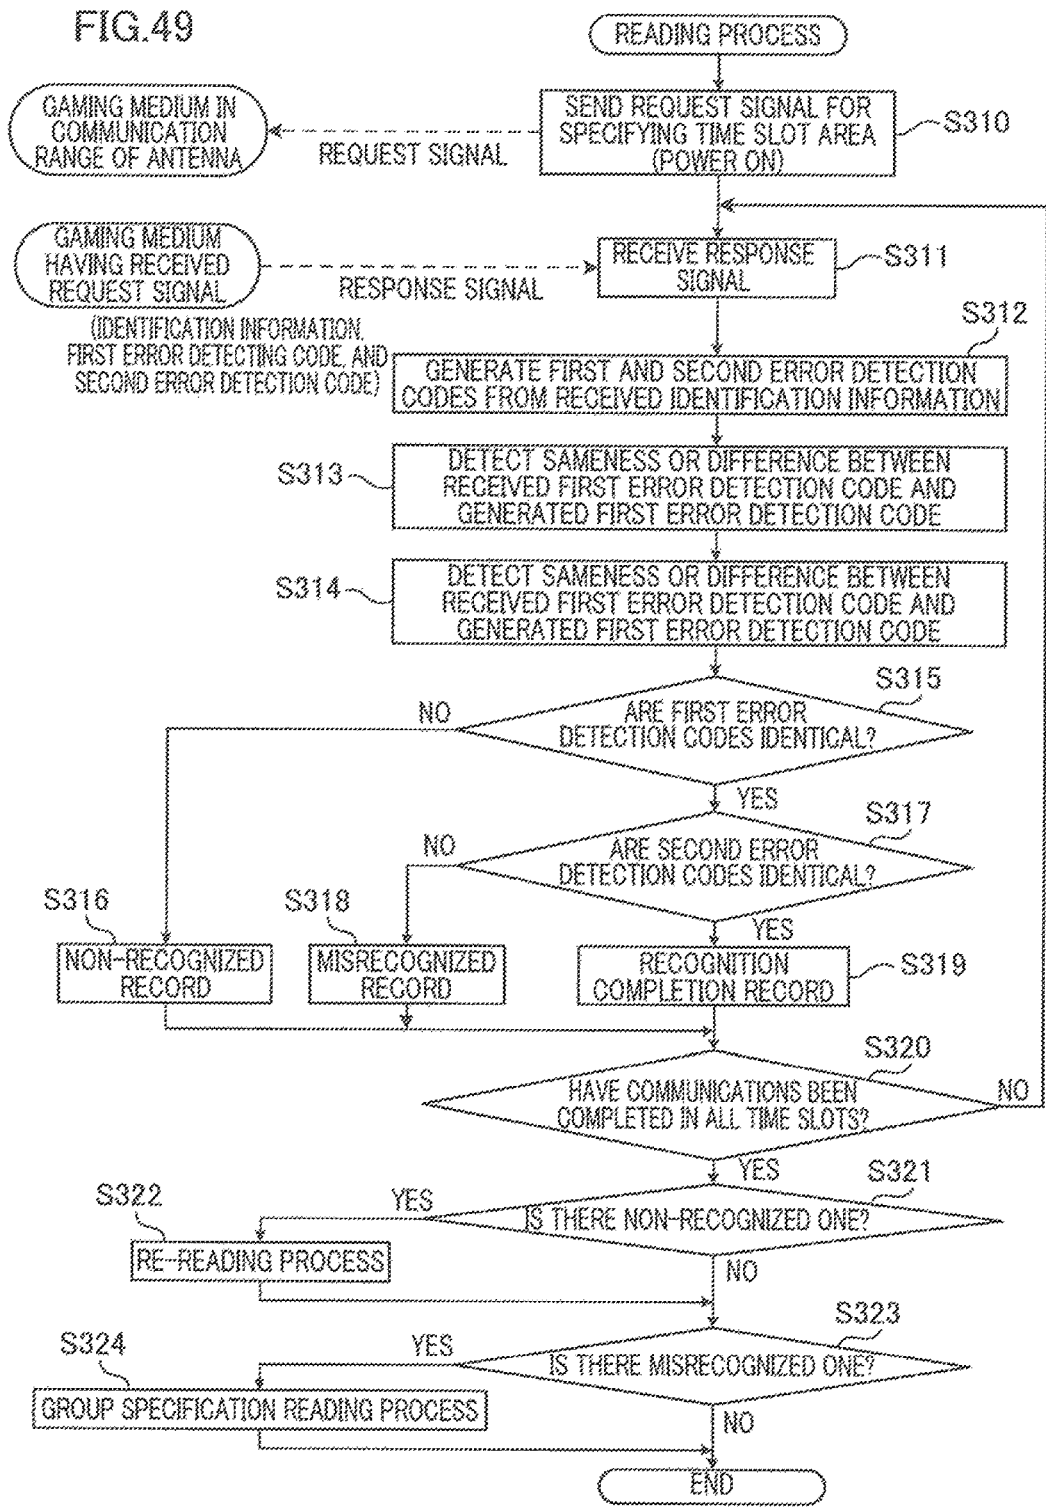 FIG.49
READING PROCESS
GAMING MEDIUM IN
COMMUNICATION
RANGE OF ANTENNA
REQUEST SIGNAL
SEND REQUEST SIGNAL FOR
SPECIFYING TIME SLOT AREA
(POWER ON)
S310
GAMING MEDIUM
HAVING RECEIVED
REQUEST SIGNAL
RESPONSE SIGNAL
RECEIVE RESPONSE
SIGNAL
S311
(IDENTIFICATION INFORMATION,
FIRST ERROR DETECTING CODE, AND
SECOND ERROR DETECTION CODE)
S312
GENERATE FIRST AND SECOND ERROR DETECTION
CODES FROM RECEIVED IDENTIFICATION INFORMATION
S313
DETECT SAMENESS OR DIFFERENCE BETWEEN
RECEIVED FIRST ERROR DETECTION CODE AND
GENERATED FIRST ERROR DETECTION CODE
S314
DETECT SAMENESS OR DIFFERENCE BETWEEN
RECEIVED FIRST ERROR DETECTION CODE AND
GENERATED FIRST ERROR DETECTION CODE
S315
NO
ARE FIRST ERROR
DETECTION CODES IDENTICAL?
YES
S317
NO
ARE SECOND ERROR
DETECTION CODES IDENTICAL?
YES
S316
NON-RECOGNIZED
RECORD
S318
MISRECOGNIZED
RECORD
RECOGNITION
COMPLETION RECORD
S319
S320
HAVE COMMUNICATIONS BEEN
COMPLETED IN ALL TIME SLOTS?
NO
YES
S321
YES
IS THERE NON-RECOGNIZED ONE?
NO
S322
RE-READING PROCESS
S323
YES
IS THERE MISRECOGNIZED ONE?
NO
S324
GROUP SPECIFICATION READING PROCESS
END